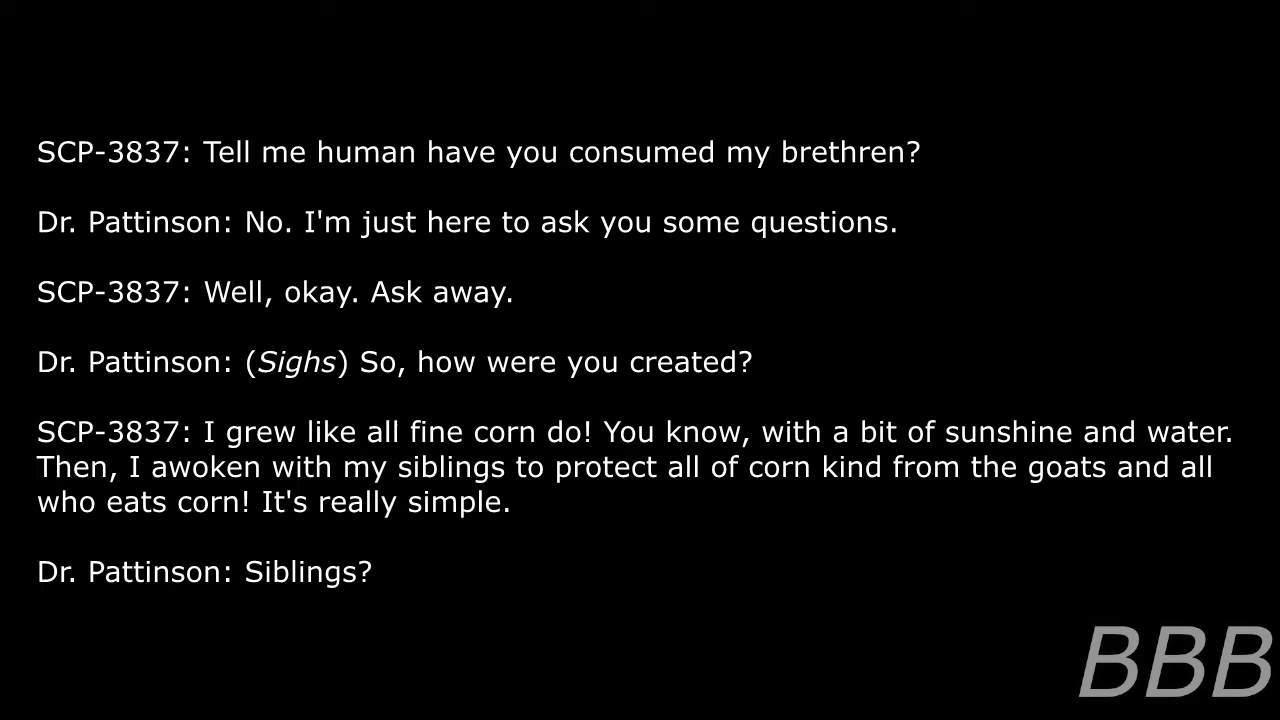 SCP-3837: Tell me human have you consumed my brethren?
Dr. Pattinson: No. I'm just here to ask you some questions.
SCP-3837: Well, okay. Ask away.
Dr. Pattinson: (Sighs) So, how were you created?
SCP-3837: I grew like all fine corn do! You know, with a bit of sunshine and water.
Then, I awoken with my siblings to protect all of corn kind from the goats and all
who eats corn! It's really simple.
Dr. Pattinson: Siblings?
BBB